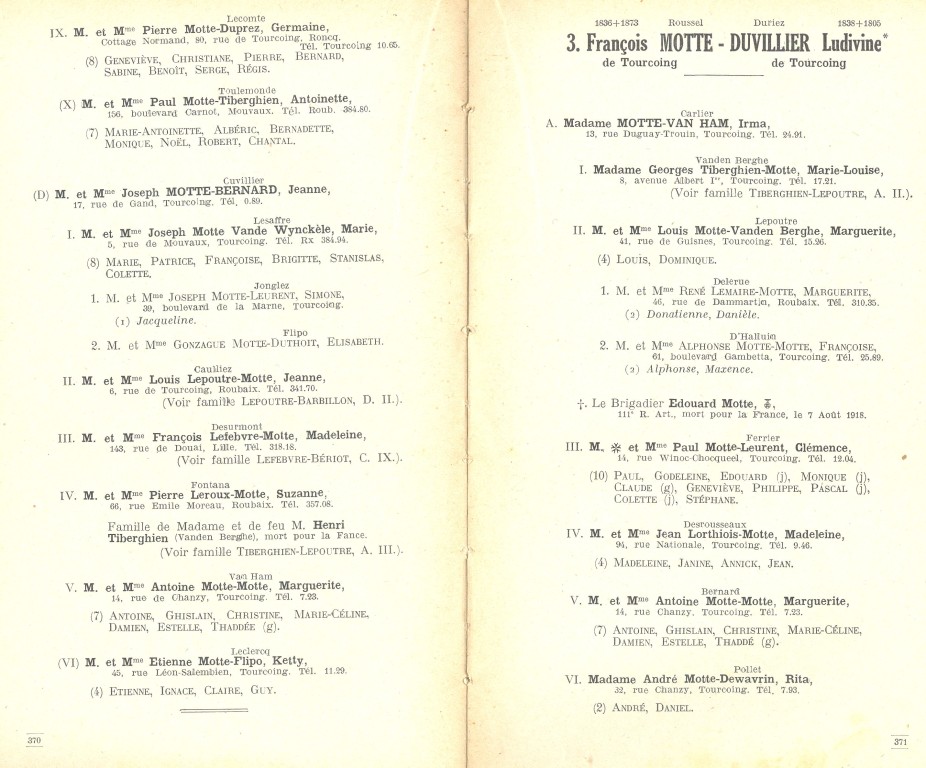 Lecomte
IX. M. et Mme Pierre Motte-Duprez, Germaine,
Cottage Normand, 80, rue de Tourcoing, Roncq.
Tél. Tourcoing 10.65.
(8) GENEVIÈVE, CHRISTIANE, PIERRE, BERNARD,
SABINE, BENOÎT, SERGE, RÉGIS.
Toulemonde
(X) M. et Mme Paul Motte-Tiberghien, Antoinette,
156, boulevard Carnot, Mouvaux. Tél. Roub. 384.80.
(7) MARIE-ANTOINETTE, ALBÉRIC, BERNADETTE,
MONIQUE, NOËL, ROBERT, CHANTAL.
Cuvillier
(D) M. et Mme Joseph MOTTE-BERNARD, Jeanne,
17, rue de Gand, Tourcoing. Tél, 0.89.
Lesaffre
I. M. et Mme Joseph Motte Vande Wynckèle, Marie,
5, rue de Mouvaux, Tourcoing. Tél. Rx 384.94.
(8) MARIE, PATRICE, FRANÇOISE, BRIGITTE, STANISLAS,
COLETTE.
Jonglez
1. M. et Mme JOSEPH MOTTE-LEURENT, SIMONE,
39, boulevard de la Marne, Tourcoing.
(1) Jacqueline.
Flipo
2. M. et Mme GONZAGUE MOTTE-DUTHOIT, ELISABETH.
Cauliiez
II. M. et Mme Louis Lepoutre-Motte, Jeanne,
6, rue de Tourcoing, Roubaix. Tél. 341.70.
(Voir famille LEPOUTRE-BARBILLON, D. II.).
Desurmont
III. M. et Mme François Lefebvre-Motte, Madeleine,
143, rue de Douai, Lille. Tél. 318.18.
(Voir famille LEFEBVRE-BÉRIOT, C. IX.).
Fontana
IV. M. et Mme Pierre Leroux-Motte, Suzanne,
66, rue Emile Moreau, Roubaix. Tél. 357.08.
Famille de Madame et de feu M. Henri
Tiberghien (Vanden Berghe), mort pour la Fance.
(Voir famille TIBERGHIEN-LEPOUTRE, A. III.).
Van Ham
V. M. et Mme Antoine Motte-Motte, Marguerite,
14, rue de Chanzy, Tourcoing. Tél. 7.23.
(7) ANTOINE, GHISLAIN, CHRISTINE, MARIE-CÉLINE,
DAMIEN, ESTELLE, THADDÉE (g).
Leclercq
(VI) M. et Mme Etienne Motte-Flipo, Ketty,
45, rue Léon-Salembien, Tourcoing. Tél. 11.29.
(4) ETIENNE, IGNACE, CLAIRE, GUY.
370
1836+1873 Roussel Duriez 1838+1865
3. François MOTTE - DUVILLIER Ludivine*
de Tourcoing de Tourcoing
Carlier
A. Madame MOTTE-VAN HAM, Irma,
13, rue Duguay-Trouin, Tourcoing. Tél. 24.91.
Vanden Berghe
I. Madame Georges Tiberghien-Motte, Marie-Louise,
8, avenue Albert Ier, Tourcoing. Tél. 17.21.
(Voir famille TIBERGHIEN-LEPOUTRE, A. II.).
Lepoutre
II. M. et Mme Louis Motte-Vanden Berghe, Marguerite,
41, rue de Guisnes, Tourcoing. Tél. 15.26.
(4) LOUIS, DOMINIQUE.
Delerue
1. M. et Mme RENÉ LEMAIRE-MOTTE, MARGUERITE,
46, rue de Dammartin, Roubaix. Tél. 310.35.
(2) Donatienne, Danièle.
D'Halluin
2. M. et Mme ALPHONSE MOTTE-MOTTE, FRANÇOISE,
61, boulevard Gambetta, Tourcoing. Tél. 25.89.
(2) Alphonse, Maxence.
†. Le Brigadier Edouard Motte,
111e R. Art., mort pour la France, le 7 Août 1918.
Ferrier
III. M. et Mme Paul Motte-Leurent, Clémence,
14, rue Winoc-Chocqueel, Tourcoing. Tél. 12.04.
(10) PAUL, GODELEINE, EDOUARD (j), MONIQUE (j),
CLAUDE (g), GENEVIÈVE, PHILIPPE, PASCAL (j),
COLETTE (j), STÉPHANE.
Desrousseaux
IV. M. et Mme Jean Lorthiois-Motte, Madeleine,
94, rue Nationale, Tourcoing. Tél. 9.46.
(4) MADELEINE, JANINE, ANNICK, JEAN.
Bernard
V. M. et Mme Antoine Motte-Motte, Marguerite,
14, rue Chanzy, Tourcoing. Tél. 7.23.
(7) ANTOINE, GHISLAIN, CHRISTINE, MARIE-CÉLINE,
DAMIEN, ESTELLE, THADDÉ (g).
Pollet
VI. Madame André Motte-Dewavrin, Rita,
32, rue Chanzy, Tourcoing. Tél. 7.93.
(2) ANDRÉ, DANIEL.
371